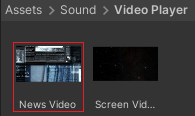 Assets > Sound > Video Player
News Video
Screen Vid...